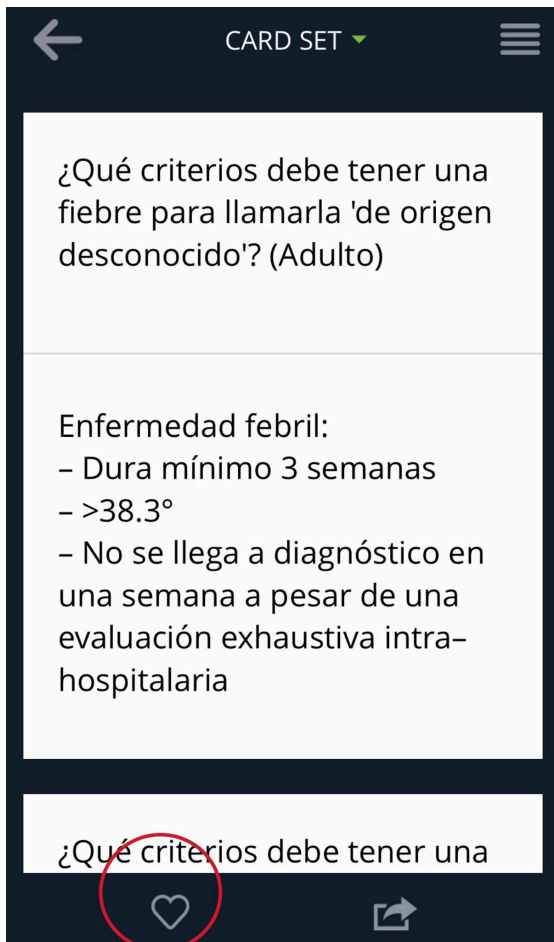 CARD SET
¿Qué criterios debe tener una
fiebre para llamarla 'de origen
desconocido'? (Adulto)
Enfermedad febril:
– Dura mínimo 3 semanas
– >38.3°
– No se llega a diagnóstico en
una semana a pesar de una
evaluación exhaustiva intra–
hospitalaria
¿Qué criterios debe tener una